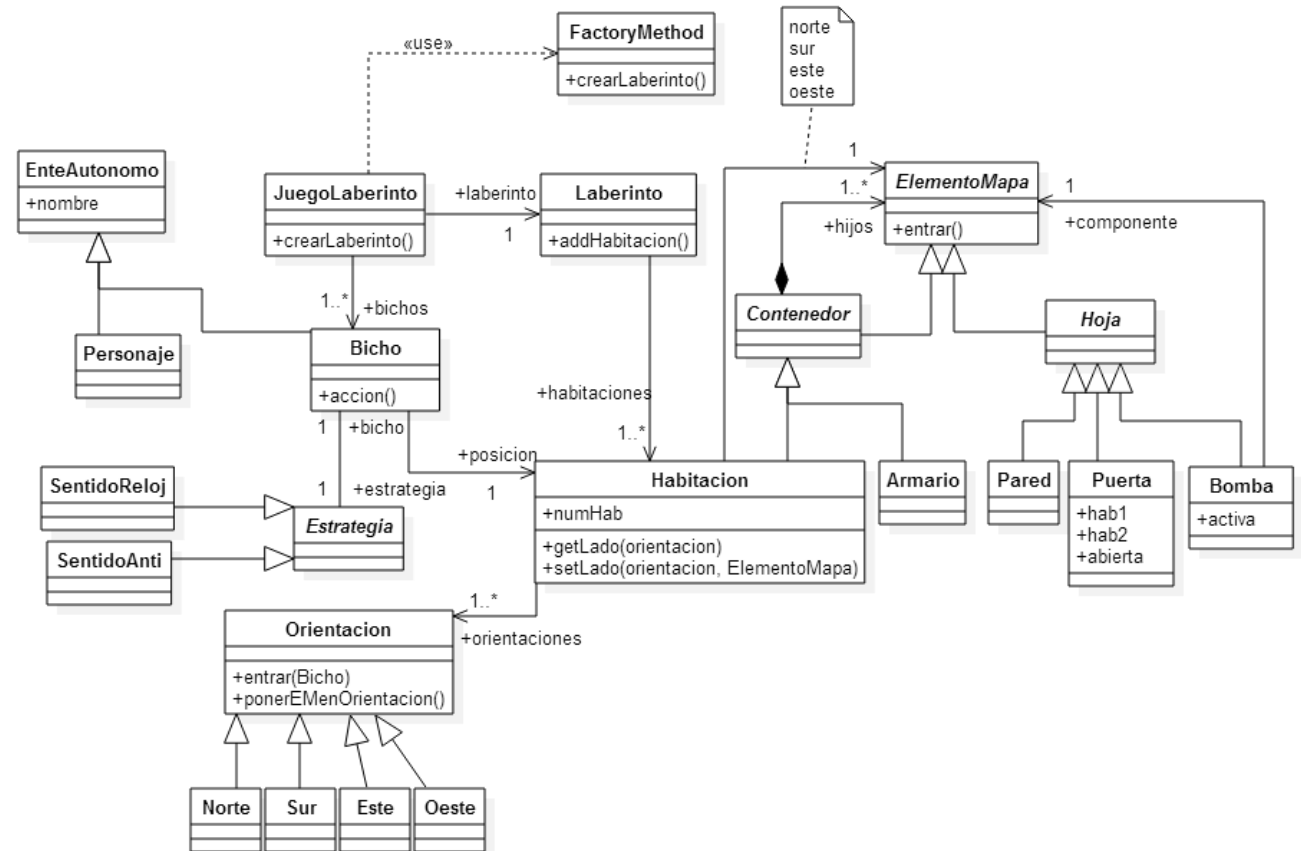 FactoryMethod
+crearLaberinto()
«use»
norte
sur
este
oeste
EnteAutonomo
+nombre
JuegoLaberinto
+crearLaberinto()
+laberinto
1
Laberinto
+addHabitacion()
1
1..*
+hijos
ElementoMapa
+entrar()
1
+componente
1..*
+bichos
Contenedor
Hoja
Personaje
Bicho
+accion()
1
+bicho
+habitaciones
1..*
+posicion
1
1
+estrategia
SentidoReloj
SentidoAnti
Estrategia
Habitacion
+numHab
+getLado(orientacion)
+setLado(orientacion, ElementoMapa)
Armario
Pared
Puerta
+hab1
+hab2
+abierta
Bomba
+activa
1..*
+orientaciones
Orientacion
+entrar(Bicho)
+ponerEMenOrientacion()
Norte
Sur
Este
Oeste